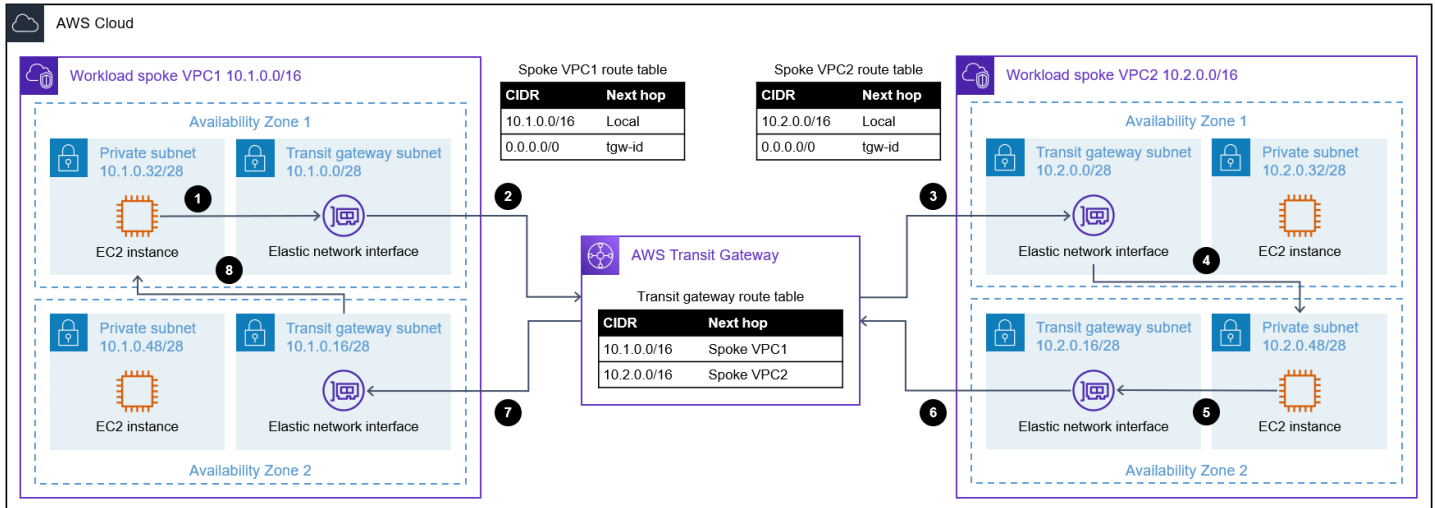 AWS Cloud
Workload spoke VPC1 10.1.0.0/16
Availability Zone 1
Private subnet
10.1.0.32/28
EC2 instance
Transit gateway subnet
10.1.0.0/28
Elastic network interface
1
8
Private subnet
10.1.0.48/28
EC2 instance
Transit gateway subnet
10.1.0.16/28
Elastic network interface
Availability Zone 2
Spoke VPC1 route table
CIDR Next hop
10.1.0.0/16 Local
0.0.0.0/0 tgw-id
Spoke VPC2 route table
CIDR Next hop
10.2.0.0/16 Local
0.0.0.0/0 tgw-id
2
3
AWS Transit Gateway
Transit gateway route table
CIDR Next hop
10.1.0.0/16 Spoke VPC1
10.2.0.0/16 Spoke VPC2
7
6
Workload spoke VPC2 10.2.0.0/16
Availability Zone 1
Transit gateway subnet
10.2.0.0/28
Elastic network interface
Private subnet
10.2.0.32/28
EC2 instance
4
Transit gateway subnet
10.2.0.16/28
Elastic network interface
Private subnet
10.2.0.48/28
EC2 instance
5
Availability Zone 2